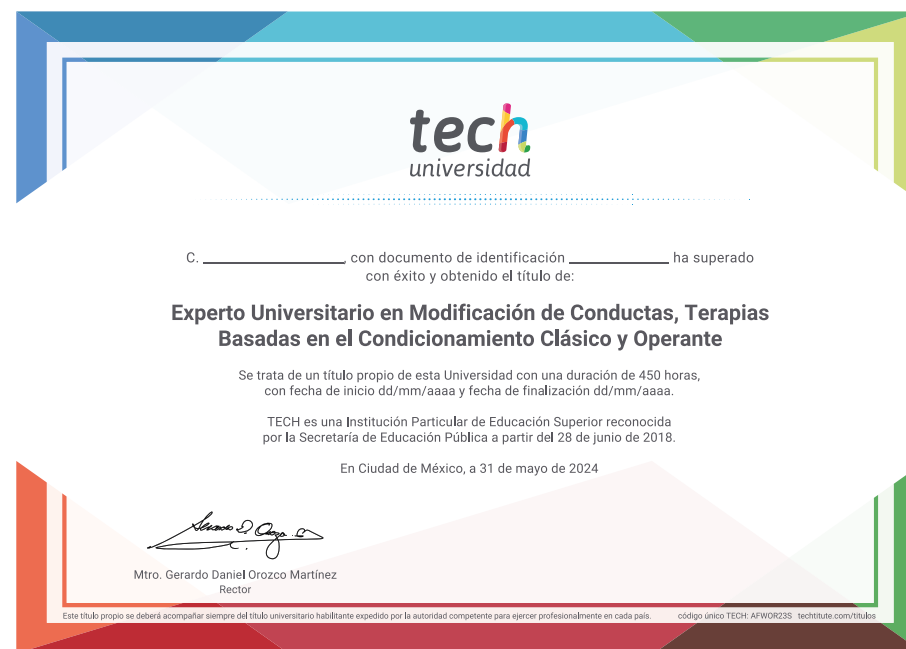 tech
universidad
C. ____________, con documento de identificación ____________ ha superado
con éxito y obtenido el título de:
Experto Universitario en Modificación de Conductas, Terapias
Basadas en el Condicionamiento Clásico y Operante
Se trata de un título propio de esta Universidad con una duración de 450 horas,
con fecha de inicio dd/mm/aaaa y fecha de finalización dd/mm/aaaa.
TECH es una Institución Particular de Educación Superior reconocida
por la Secretaría de Educación Pública a partir del 28 de junio de 2018.
En Ciudad de México, a 31 de mayo de 2024
Mtro. Gerardo Daniel Orozco Martínez
Rector
Este título propio se deberá acompañar siempre del título universitario habilitante expedido por la autoridad competente para ejercer profesionalmente en cada país. código único TECH: AFWOR23S techtitute.com/titulos